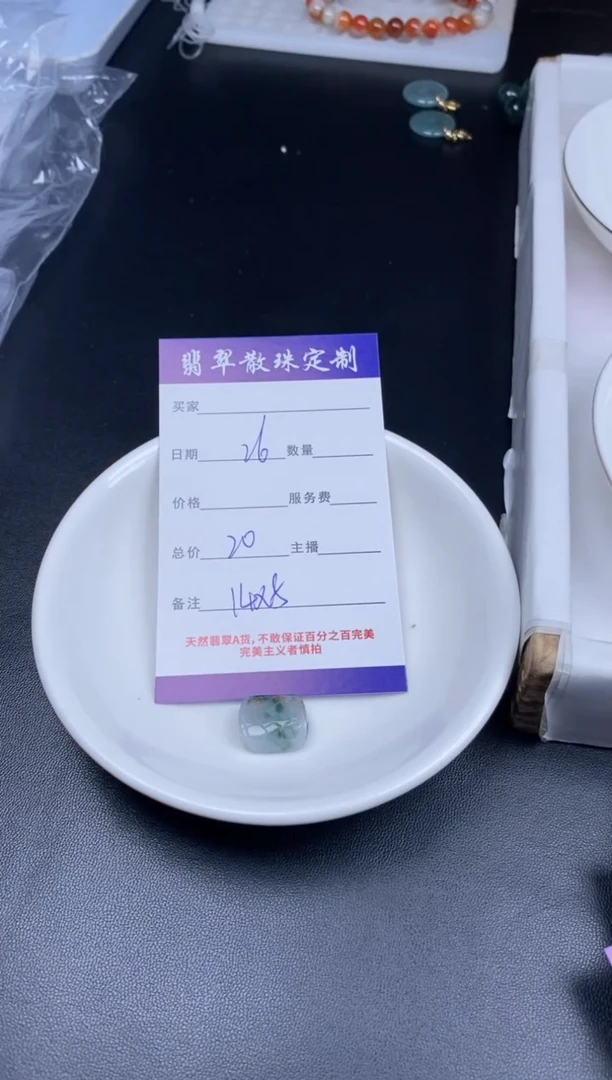 翡翠散珠定制
买家
日期 26 数量
价格 服务费
总价 20 主播
备注
天然翡翠A货,不敢保证百分之百完美
完美主义者慎拍